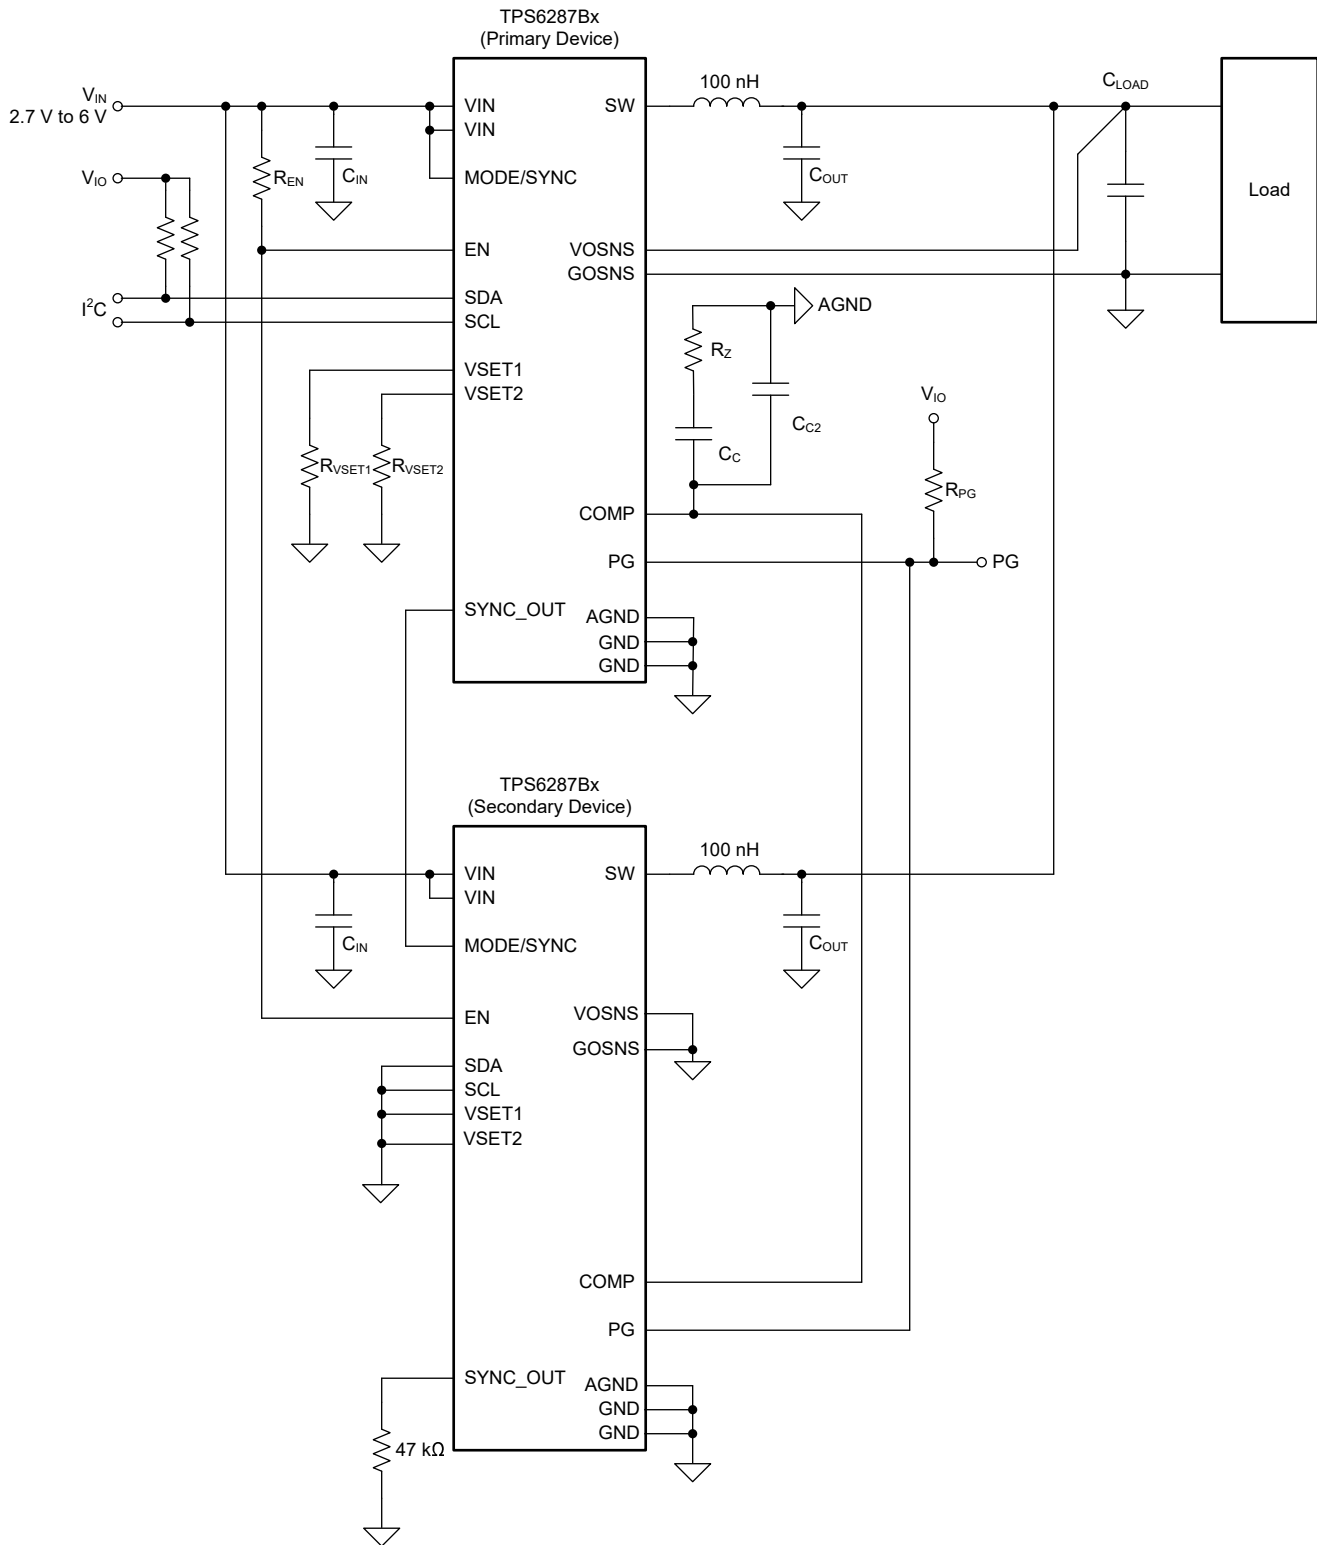 TPS6287Bx
(Primary Device)
V_IN
2.7 V to 6 V
V_IO
R_EN
C_IN
I²C
VIN
VIN
MODE/SYNC
EN
SDA
SCL
VSET1
VSET2
SYNC_OUT
R_VSET1
R_VSET2
SW
VOSNS
GOSNS
COMP
PG
AGND
GND
GND
100 nH
C_OUT
C_LOAD
Load
AGND
R_Z
C_C2
C_C
V_IO
R_PG
PG
TPS6287Bx
(Secondary Device)
VIN
VIN
MODE/SYNC
EN
SDA
SCL
VSET1
VSET2
SYNC_OUT
C_IN
47 kΩ
SW
VOSNS
GOSNS
COMP
PG
AGND
GND
GND
100 nH
C_OUT